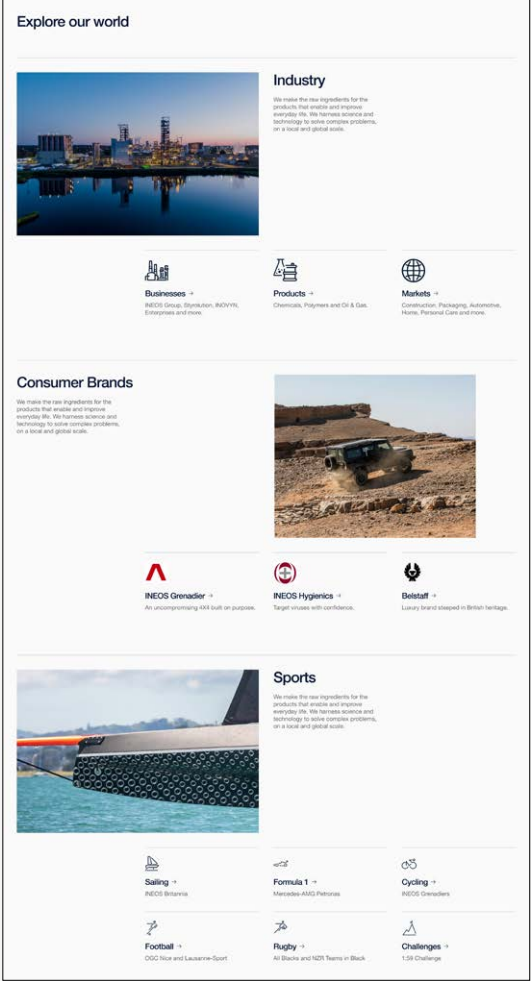 Explore our world
Industry
We make the raw ingredients for the
products that enable and improve
everyday life. We harness science and
technology to solve complex problems,
on a local and global scale.
Businesses →
INEOS Group, Styrolution, INOVYN,
Enterprises and more.
Products →
Chemicals, Polymers and Oil & Gas.
Markets →
Construction, Packaging, Automotive,
Home, Personal Care and more.
Consumer Brands
We make the raw ingredients for the
products that enable and improve
everyday life. We harness science and
technology to solve complex problems,
on a local and global scale.
INEOS Grenadier →
An uncompromising 4X4 built on purpose.
INEOS Hygienics →
Target viruses with confidence.
Belstaff →
Luxury brand steeped in British heritage.
Sports
We make the raw ingredients for the
products that enable and improve
everyday life. We harness science and
technology to solve complex problems,
on a local and global scale.
Sailing →
INEOS Britannia
Formula 1 →
Mercedes-AMG Petronas
Cycling →
INEOS Grenadiers
Football →
OGC Nice and Lausanne-Sport
Rugby →
All Blacks and NZR Teams in Black
Challenges →
1:59 Challenge